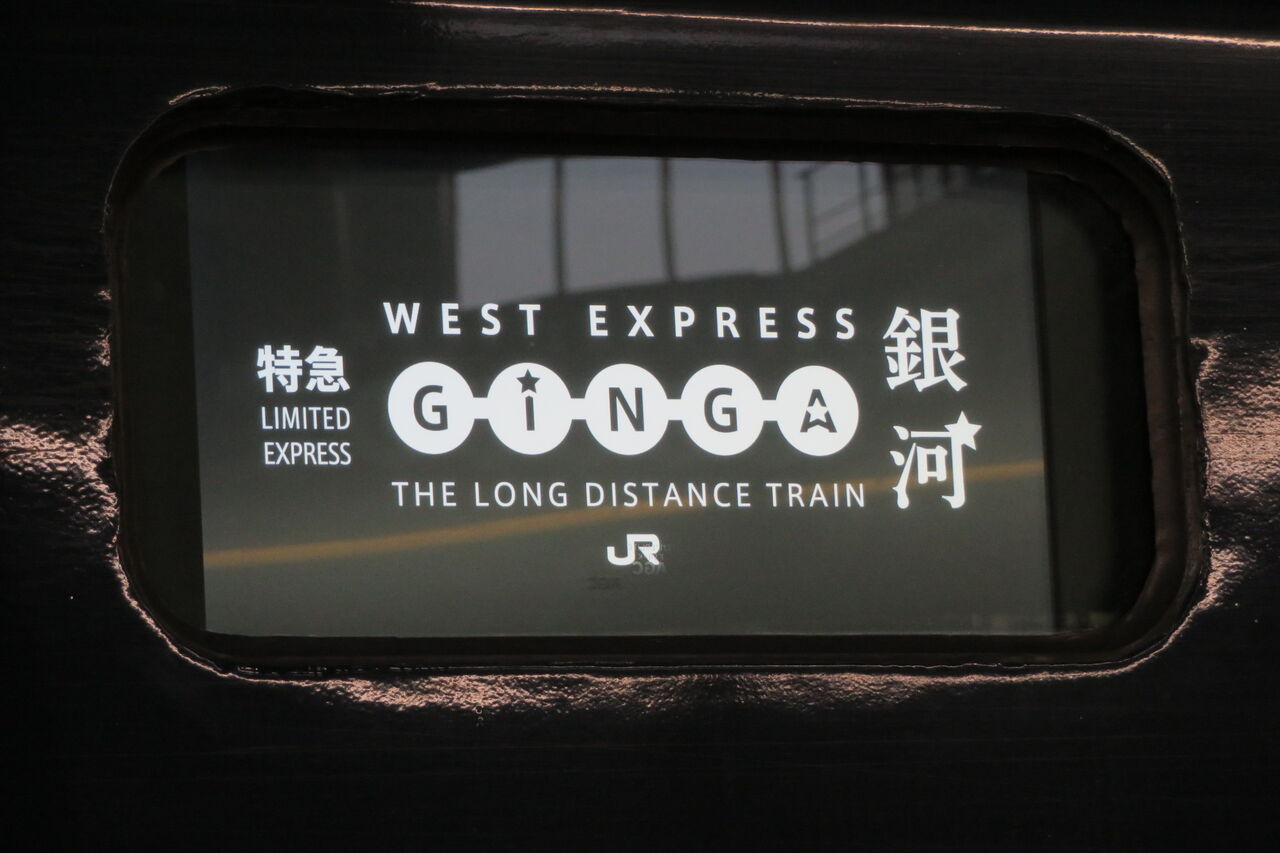 特急
LIMITED
EXPRESS
WEST EXPRESS
GiNGA
THE LONG DISTANCE TRAIN
JR
銀河